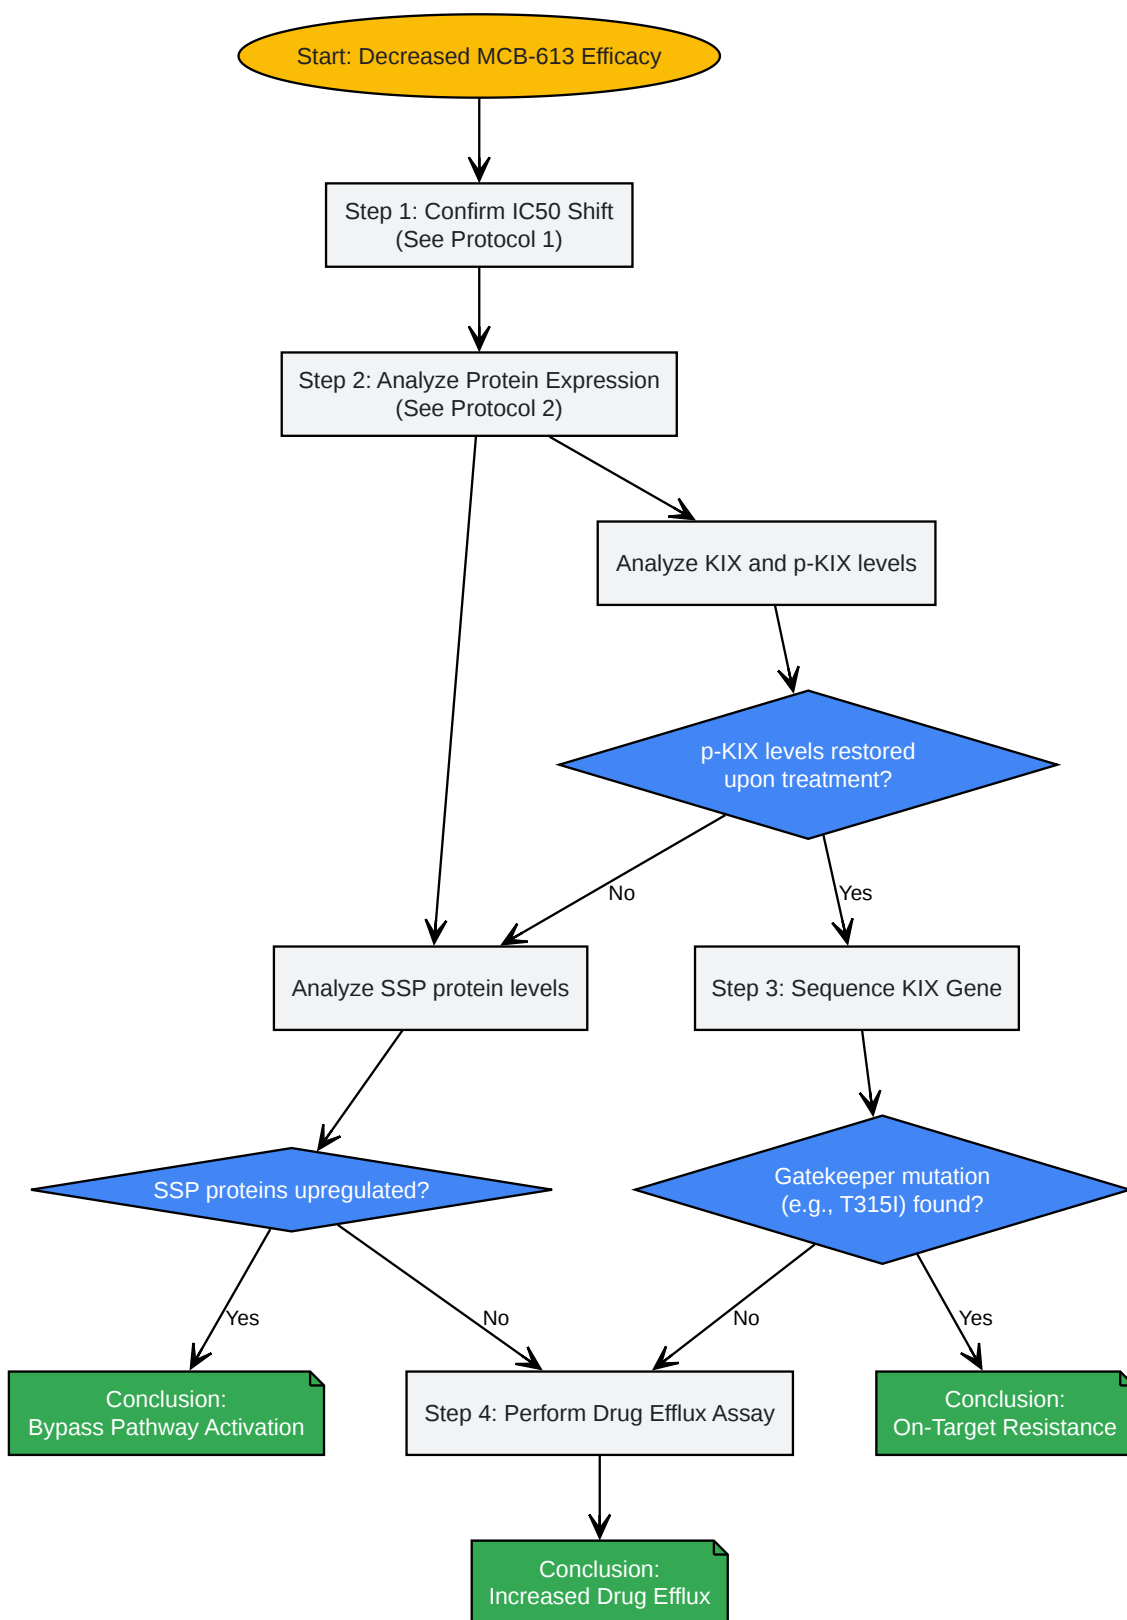 Start: Decreased MCB-613 Efficacy
Step 1: Confirm IC50 Shift
(See Protocol 1)
Step 2: Analyze Protein Expression
(See Protocol 2)
Analyze KIX and p-KIX levels
p-KIX levels restored
upon treatment?
No
Yes
Analyze SSP protein levels
Step 3: Sequence KIX Gene
SSP proteins upregulated?
Gatekeeper mutation
(e.g., T315I) found?
Yes
No
No
Yes
Conclusion:
Bypass Pathway Activation
Step 4: Perform Drug Efflux Assay
Conclusion:
On-Target Resistance
Conclusion:
Increased Drug Efflux